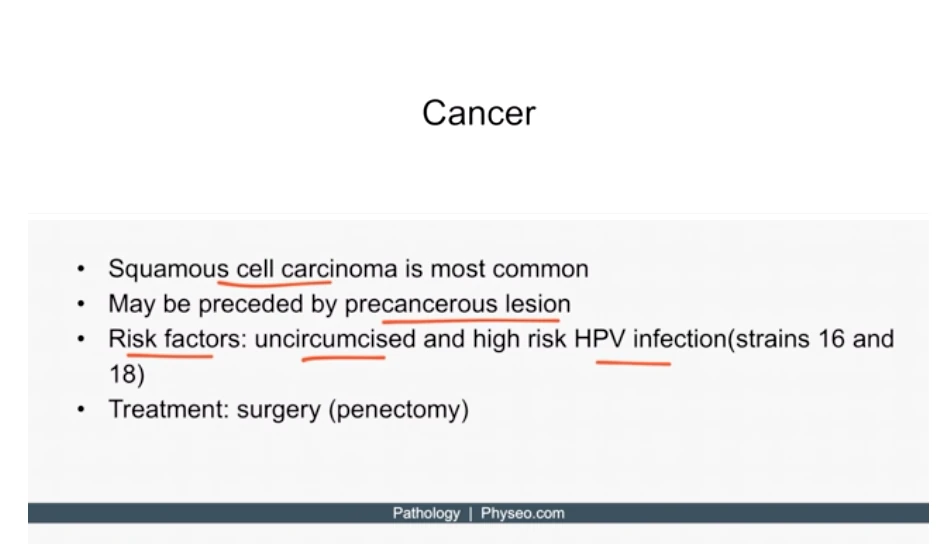 Cancer
• Squamous cell carcinoma is most common
• May be preceded by precancerous lesion
• Risk factors: uncircumcised and high risk HPV infection(strains 16 and
18)
• Treatment: surgery (penectomy)
Pathology | Physeo.com